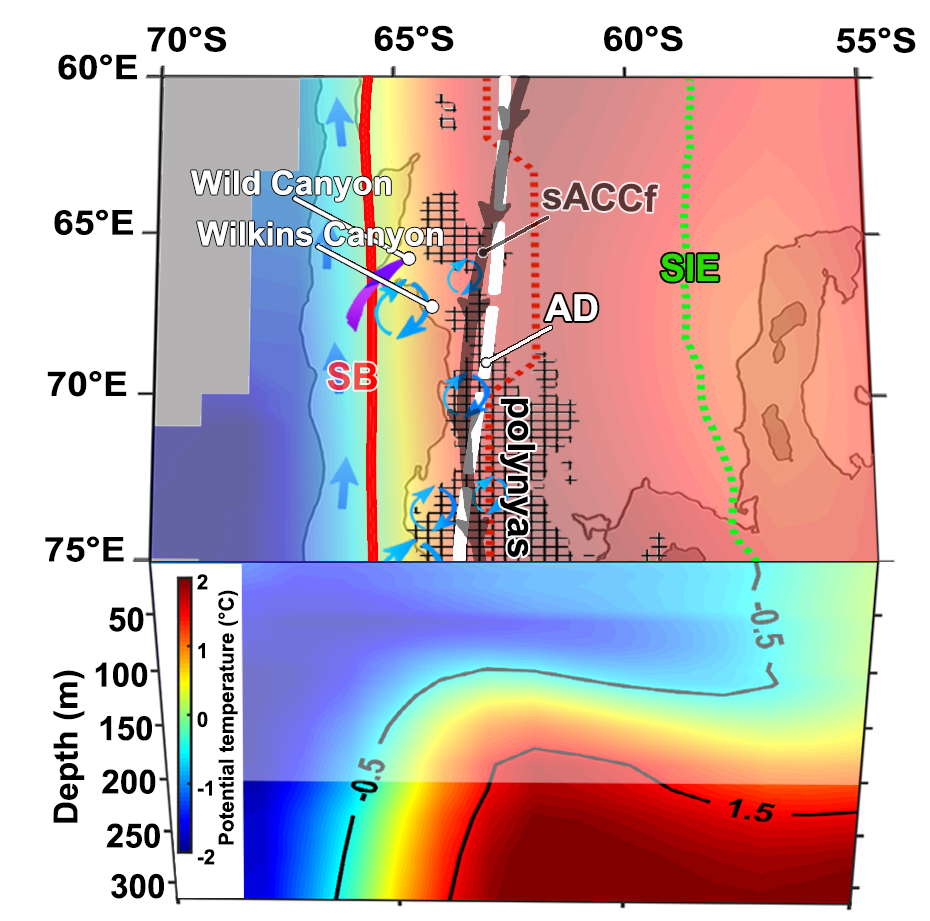 70°S 65°S 60°S 55°S
60°E
Wild Canyon
sACCf
65°E
Wilkins Canyon
SIE
AD
SB
70°E
polynyas
75°E
2
50
-0.5
Potential temperature (°C)
1
100
Depth (m)
150
0
-0.5
200
-1
1.5
250
-2
300